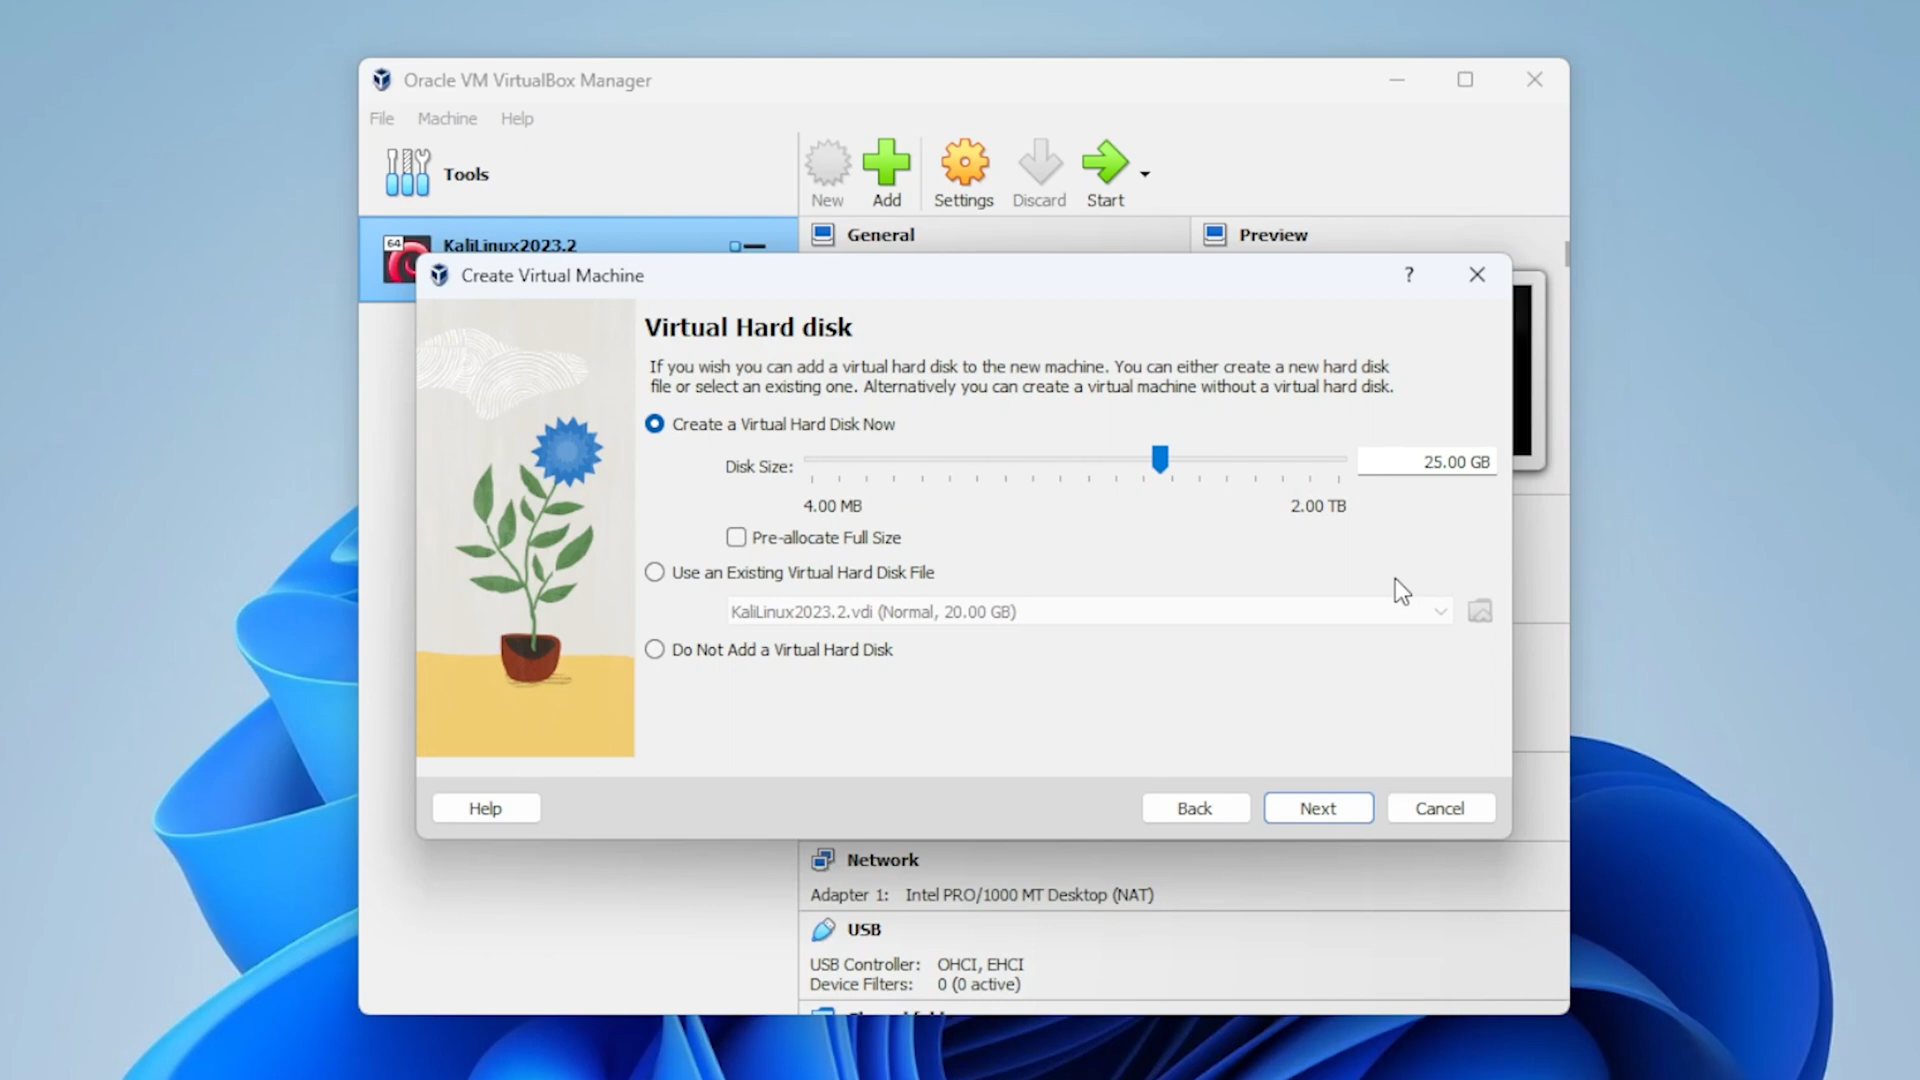 Oracle VM VirtualBox Manager
File Machine Help
Tools
New Add Settings Discard Start
64
KaliLinux2023.2
General
Preview
Create Virtual Machine
?
Virtual Hard disk
If you wish you can add a virtual hard disk to the new machine. You can either create a new hard disk
file or select an existing one. Alternatively you can create a virtual machine without a virtual hard disk.
Create a Virtual Hard Disk Now
Disk Size:
25.00 GB
4.00 MB
2.00 TB
Pre-allocate Full Size
Use an Existing Virtual Hard Disk File
KaliLinux2023.2.vdi (Normal, 20.00 GB)
Do Not Add a Virtual Hard Disk
Help
Back
Next
Cancel
Network
Adapter 1: Intel PRO/1000 MT Desktop (NAT)
USB
USB Controller: OHCI, EHCI
Device Filters: 0 (0 active)